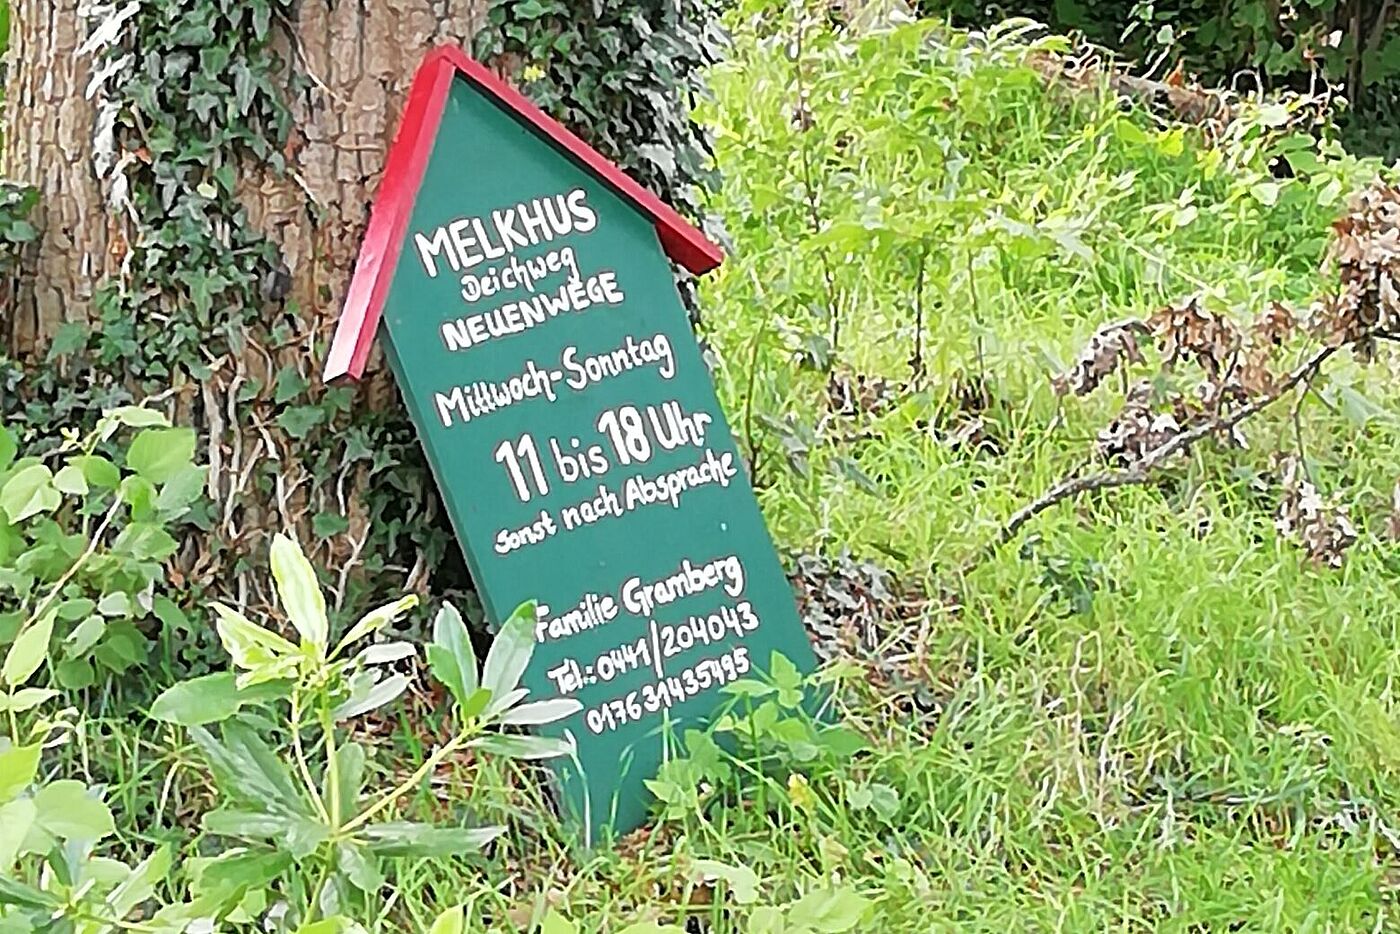 MELKHUS
Deichweg
NEUENWEGE
Mittwoch-Sonntag
11 bis 18 Uhr
sonst nach Absprache
Familie Gramberg
Tel.: 0441/204043
017631435495